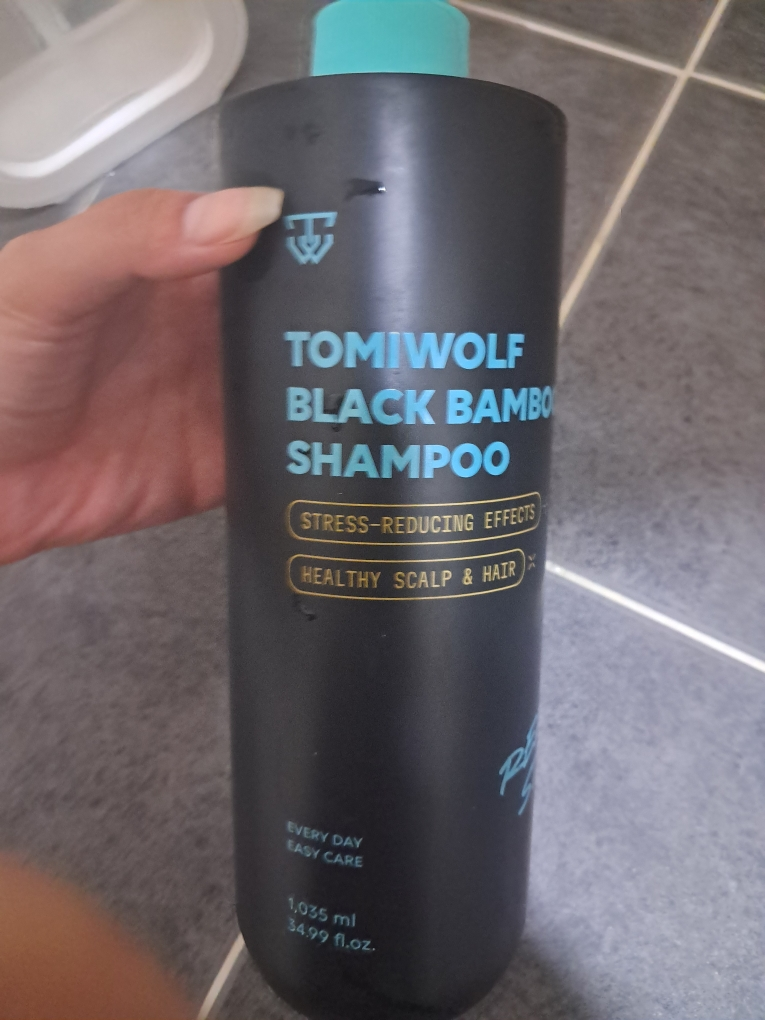 TW
TOMIWOLF
BLACK BAMBO
SHAMPOO
STRESS-REDUCING EFFECTS
HEALTHY SCALP & HAIR
EVERY DAY
EASY CARE
1,035 ml
34.99 fl.oz.